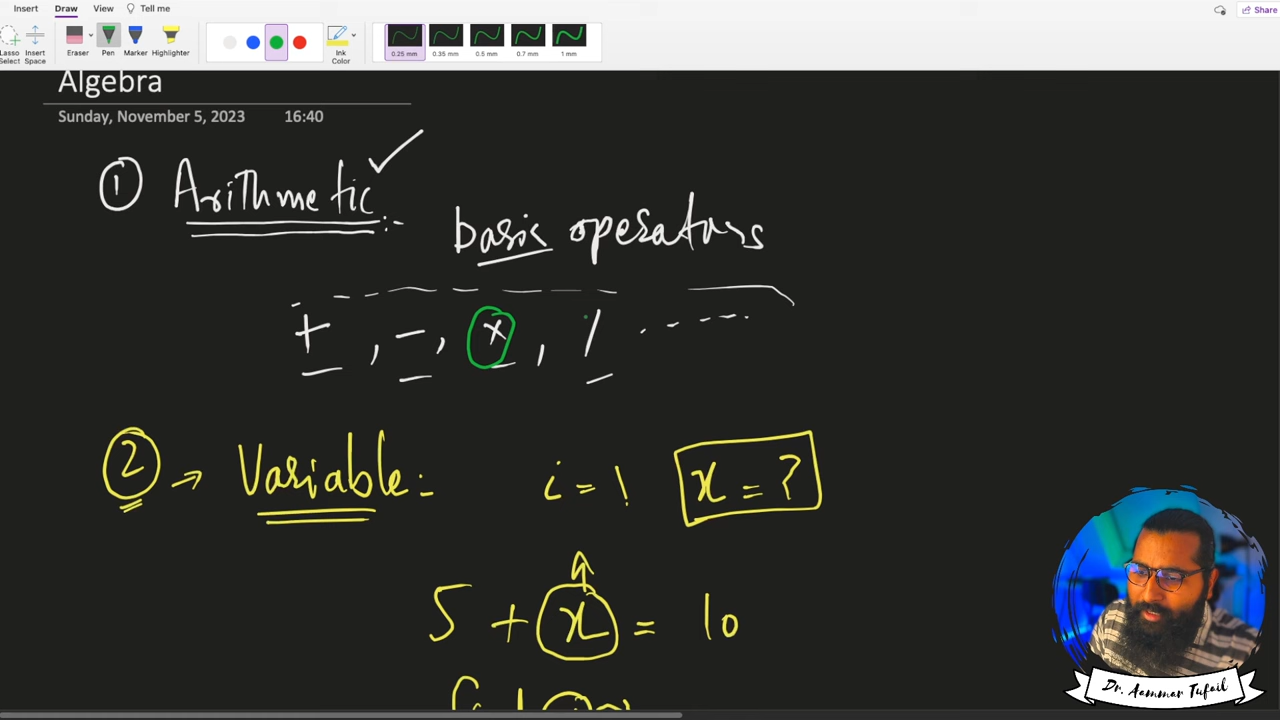 Insert Draw View Tell me
Share
Lasso Select Insert Space Eraser Pen Marker Highlighter Ink Color 0.25 mm 0.35 mm 0.5 mm 0.7 mm 1 mm
Algebra
Sunday, November 5, 2023 16:40
① Arithmetic :- basic operators
+ , - , × , / .-----
② → Variable :- i = 1 x = ?
5 + x = 10
Dr. Aammar Tufail